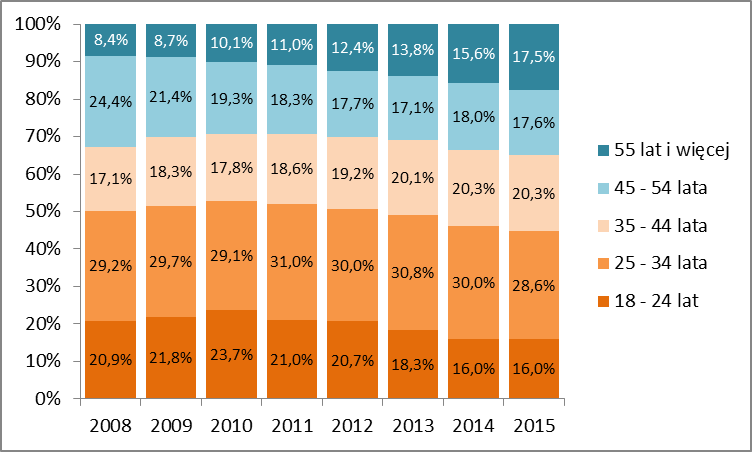 100%
90%
80%
70%
60%
50%
40%
30%
20%
10%
0%
8,4% 8,7% 10,1% 11,0% 12,4% 13,8% 15,6% 17,5%
24,4% 21,4% 19,3% 18,3% 17,7% 17,1% 18,0% 17,6%
17,1% 18,3% 17,8% 18,6% 19,2% 20,1% 20,3% 20,3%
29,2% 29,7% 29,1% 31,0% 30,0% 30,8% 30,0% 28,6%
20,9% 21,8% 23,7% 21,0% 20,7% 18,3% 16,0% 16,0%
2008 2009 2010 2011 2012 2013 2014 2015
55 lat i więcej
45 - 54 lata
35 - 44 lata
25 - 34 lata
18 - 24 lat